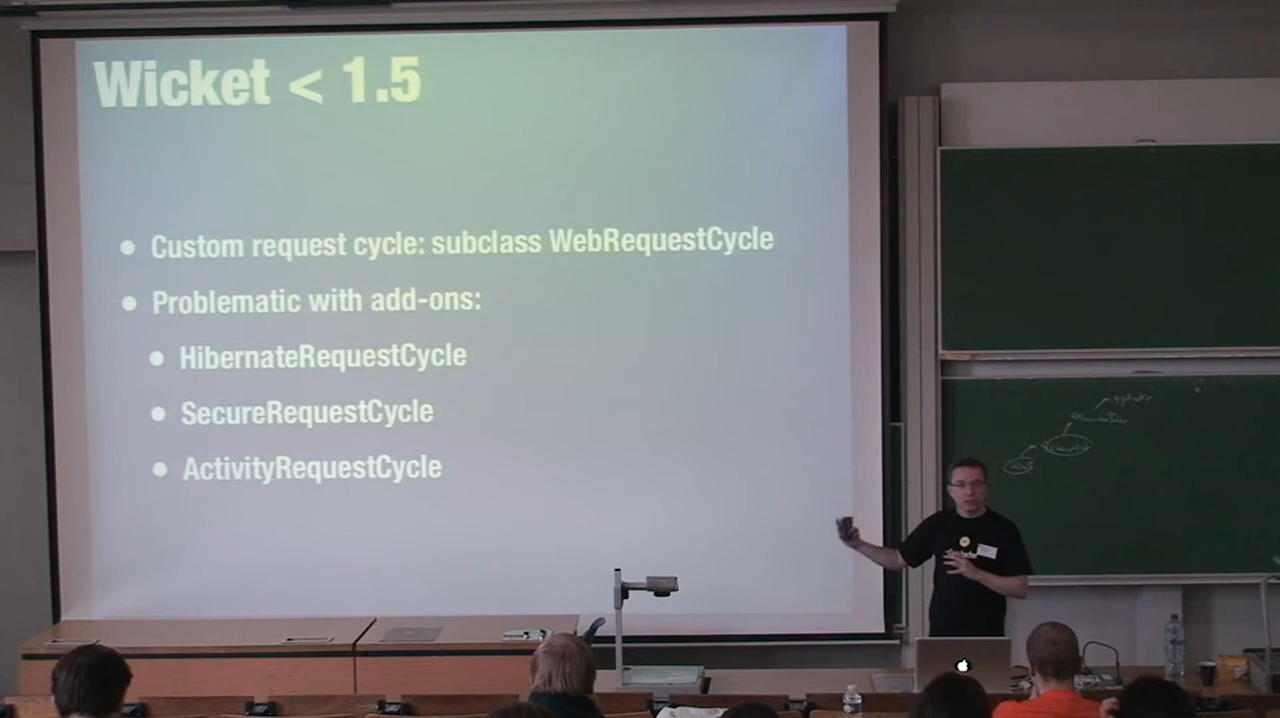 Wicket < 1.5
Custom request cycle: subclass WebRequestCycle
Problematic with add-ons:
HibernateRequestCycle
SecureRequestCycle
ActivityRequestCycle